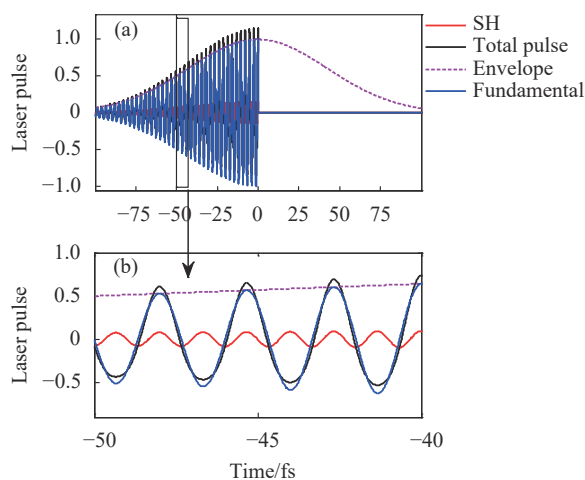 SH
Total pulse
Envelope
Fundamental
(a)
Laser pulse
1.0
0.5
0
−0.5
−1.0
−75 −50 −25 0 25 50 75
(b)
Laser pulse
1.0
0.5
0
−0.5
−50 −45 −40
Time/fs